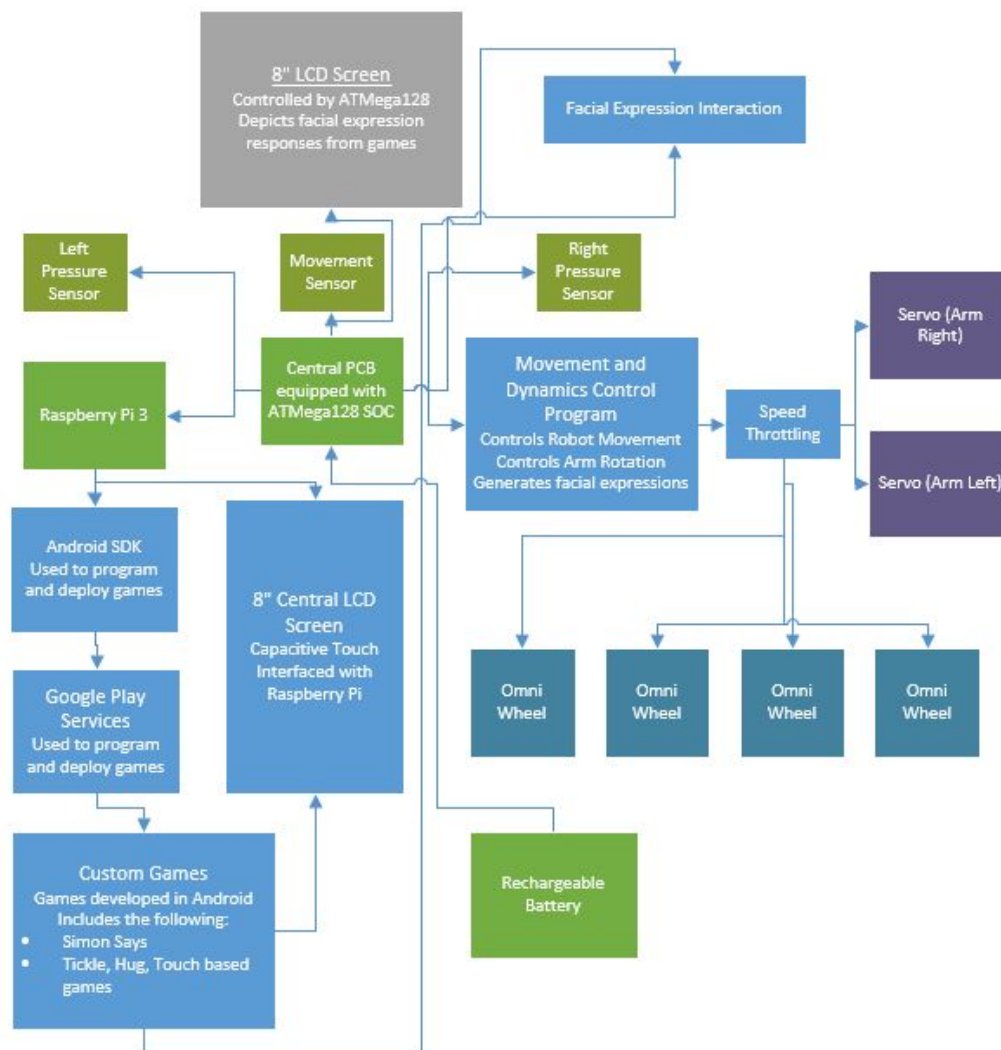 8" LCD Screen
Controlled by ATMega128
Depicts facial expression
responses from games
Facial Expression Interaction
Left
Pressure
Sensor
Movement
Sensor
Right
Pressure
Sensor
Servo (Arm
Right)
Raspberry Pi 3
Central PCB
equipped with
ATMega128 SOC
Movement and
Dynamics Control
Program
Controls Robot Movement
Controls Arm Rotation
Generates facial expressions
Speed
Throttling
Servo (Arm Left)
Android SDK
Used to program
and deploy games
8" Central LCD
Screen
Capacitive Touch
Interfaced with
Raspberry Pi
Google Play
Services
Used to program
and deploy games
Omni
Wheel
Omni
Wheel
Omni
Wheel
Omni
Wheel
Custom Games
Games developed in Android
Includes the following:
• Simon Says
• Tickle, Hug, Touch based
games
Rechargeable
Battery